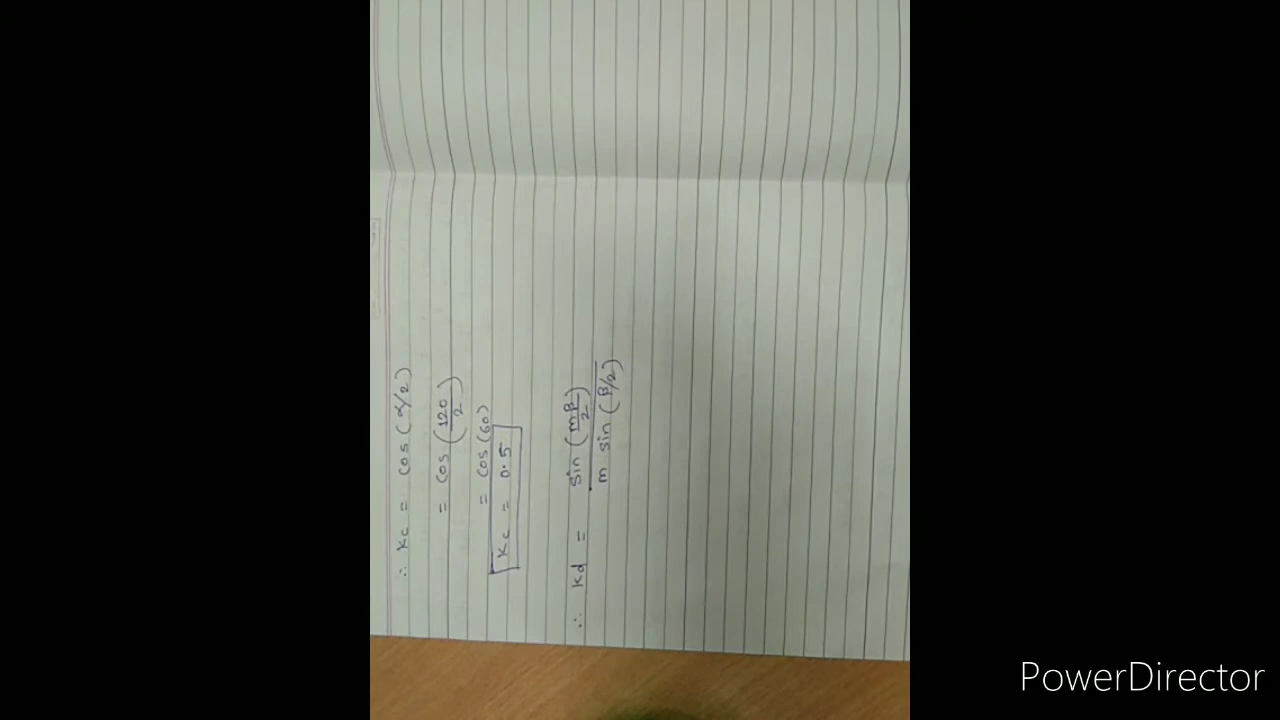 ∴ Kc = cos(α/2)
= cos(120/2)
= cos(60)
Kc = 0.5
∴ Kd = sin(mβ/2)
m sin(β/2)
PowerDirector